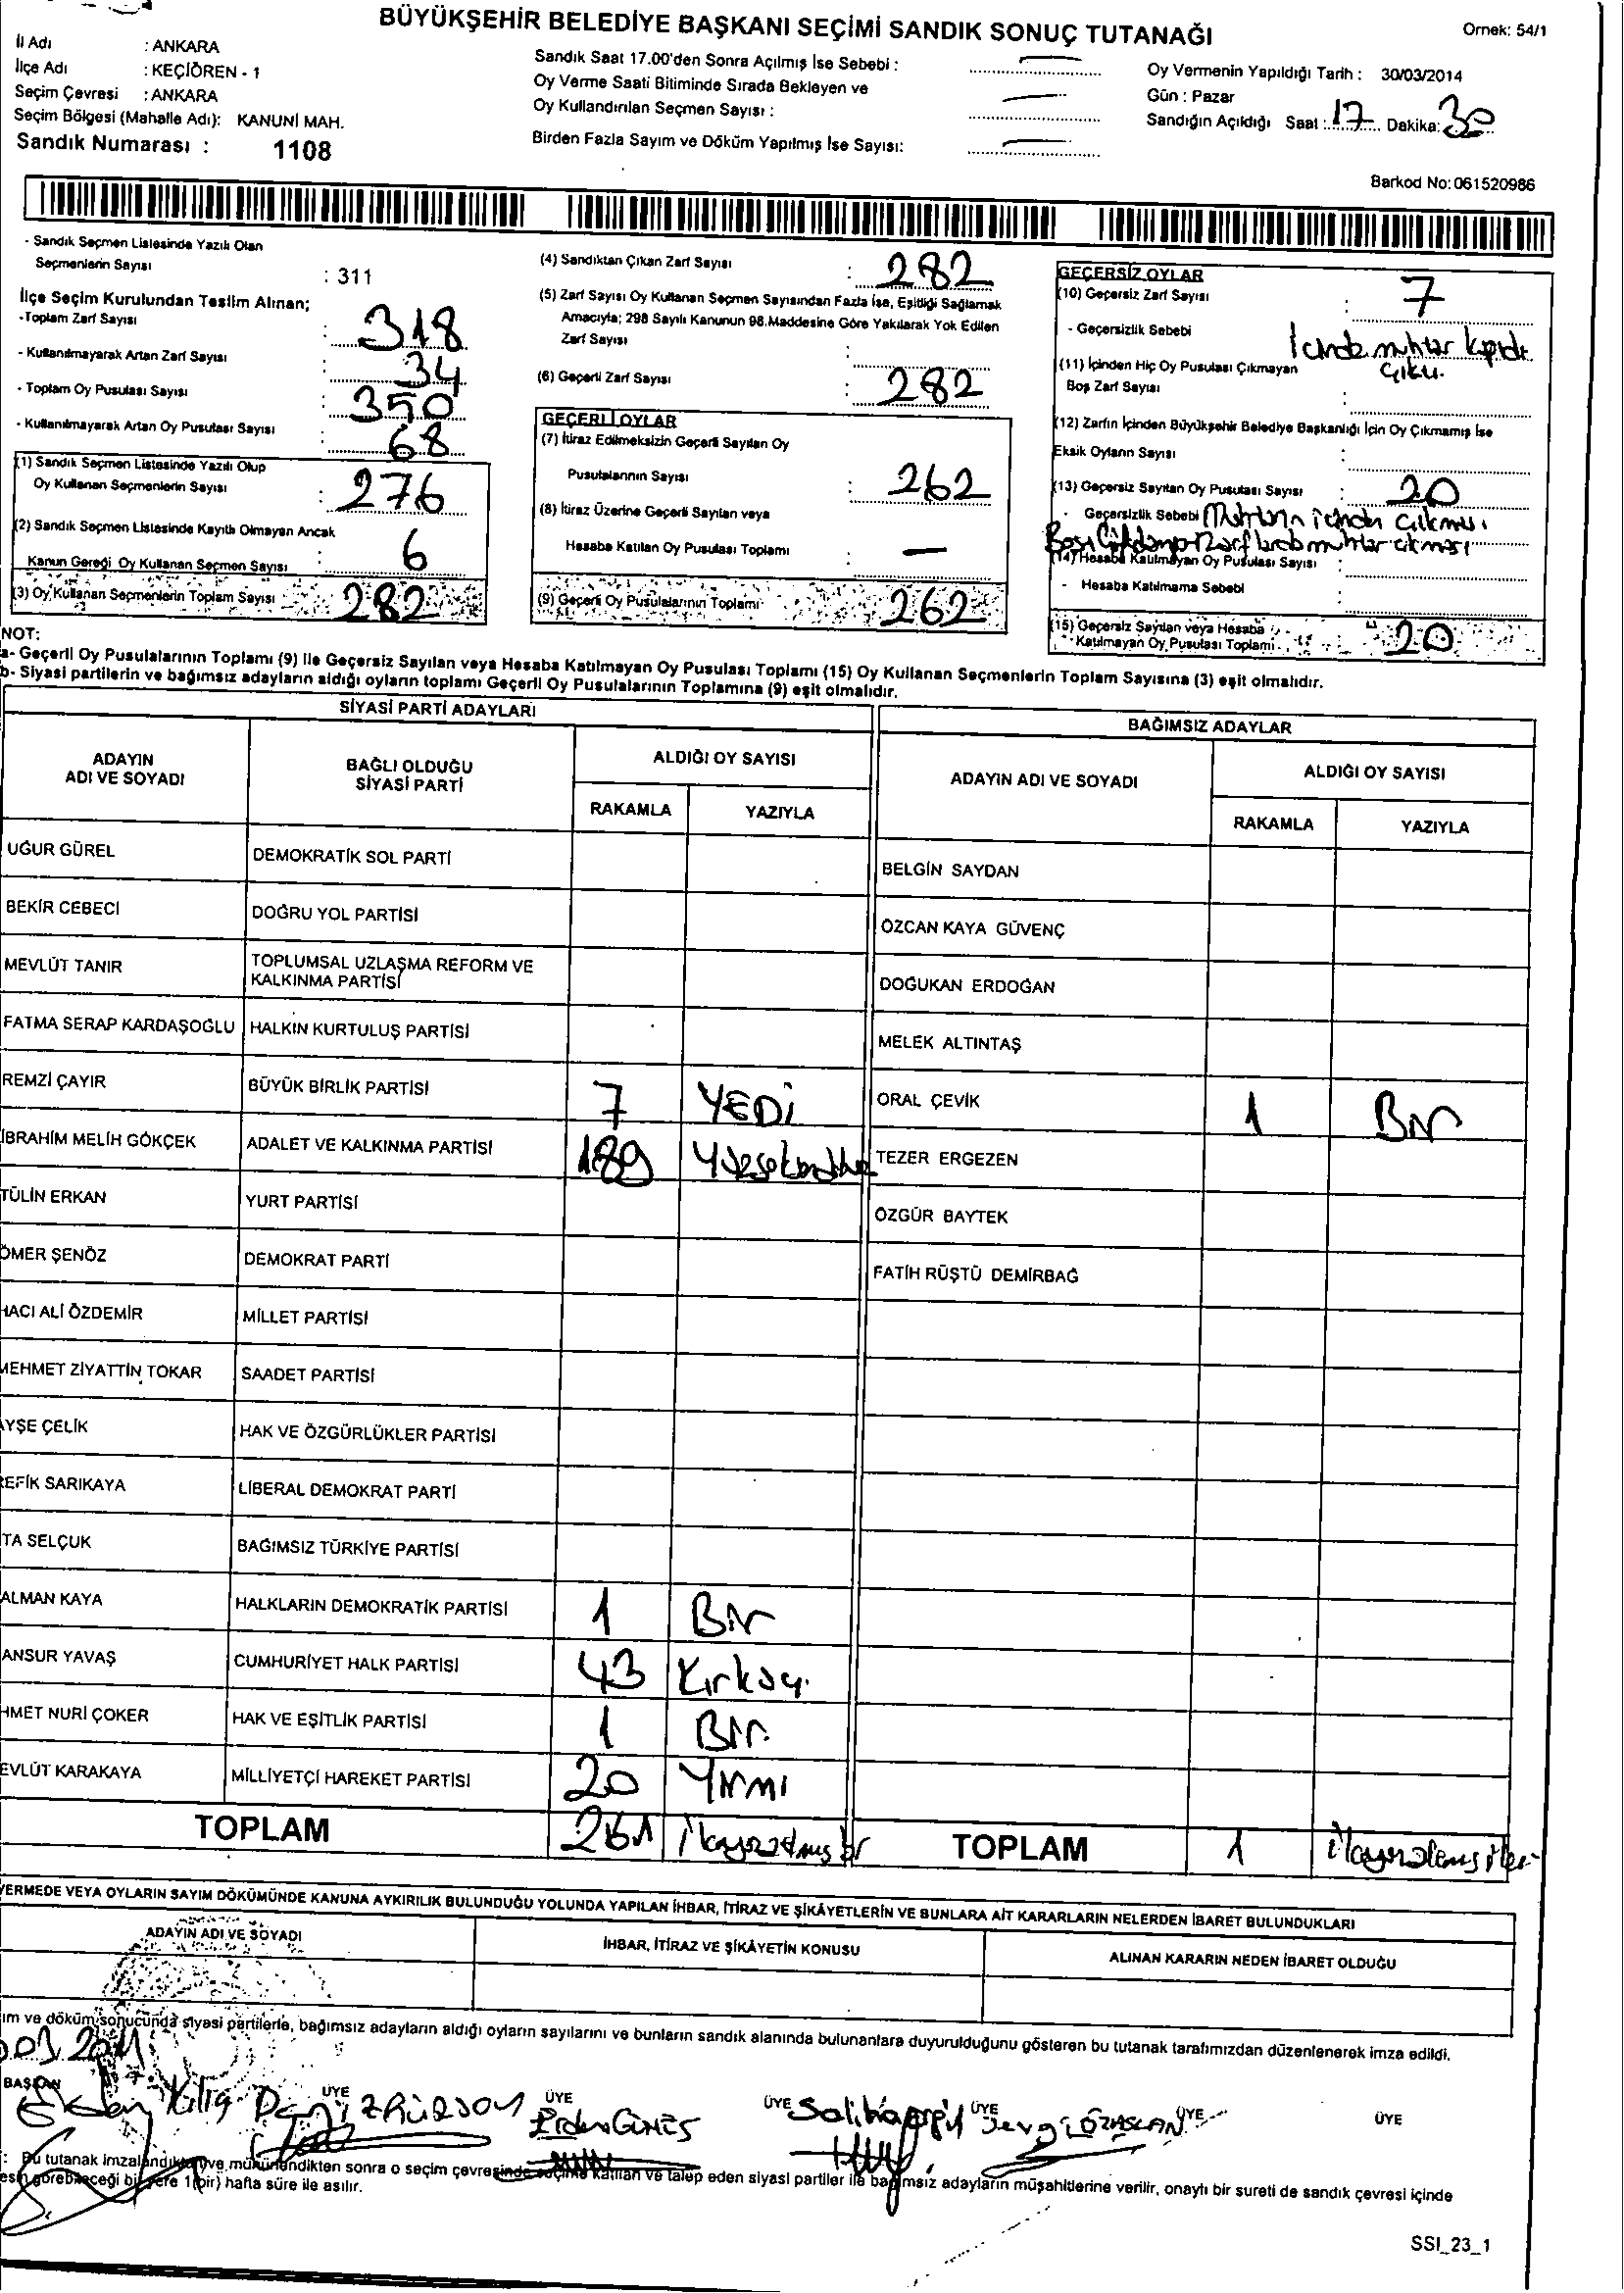 BÜYÜKŞEHİR BELEDİYE BAŞKANI SEÇİMİ SANDIK SONUÇ TUTANAĞI
Ornek: 54/1
İl Adı : ANKARA
İlçe Adı : KEÇİÖREN - 1
Seçim Çevresi : ANKARA
Seçim Bölgesi (Mahalle Adı): KANUNİ MAH.
Sandık Numarası : 1108
Sandık Saat 17.00'den Sonra Açılmış İse Sebebi :
Oy Verme Saati Bitiminde Sırada Bekleyen ve
Oy Kullandırılan Seçmen Sayısı :
Birden Fazla Sayım ve Döküm Yapılmış İse Sayısı:
Oy Vermenin Yapıldığı Tarih : 30/03/2014
Gün : Pazar
Sandığın Açıldığı Saat : 17 Dakika: 30
Barkod No: 061520986
- Sandık Seçmen Listesinde Yazılı Olan
Seçmenlerin Sayısı : 311
İlçe Seçim Kurulundan Teslim Alınan;
-Toplam Zarf Sayısı : 318
- Kullanılmayarak Artan Zarf Sayısı : 34
- Toplam Oy Pusulası Sayısı : 350
- Kullanılmayarak Artan Oy Pusulası Sayısı : 68
(1) Sandık Seçmen Listesinde Yazılı Olup
Oy Kullanan Seçmenlerin Sayısı : 276
(2) Sandık Seçmen Listesinde Kayıtlı Olmayan Ancak
Kanun Gereği Oy Kullanan Seçmen Sayısı : 6
(3) Oy Kullanan Seçmenlerin Toplam Sayısı : 282
(4) Sandıktan Çıkan Zarf Sayısı : 282
(5) Zarf Sayısı Oy Kullanan Seçmen Sayısından Fazla İse, Eşitliği Sağlamak
Amacıyla; 298 Sayılı Kanunun 98.Maddesine Göre Yakılarak Yok Edilen
Zarf Sayısı :
(6) Geçerli Zarf Sayısı : 282
GEÇERLİ OYLAR
(7) İtiraz Edilmeksizin Geçerli Sayılan Oy
Pusulalarının Sayısı : 262
(8) İtiraz Üzerine Geçerli Sayılan veya
Hesaba Katılan Oy Pusulası Toplamı : —
(9) Geçerli Oy Pusulalarının Toplamı : 262
GEÇERSİZ OYLAR
(10) Geçersiz Zarf Sayısı : 7
- Geçersizlik Sebebi
(11) İçinden Hiç Oy Pusulası Çıkmayan
Boş Zarf Sayısı :
(12) Zarfın İçinden Büyükşehir Belediye Başkanlığı İçin Oy Çıkmamış İse
Eksik Oyların Sayısı :
(13) Geçersiz Sayılan Oy Pusulası Sayısı : 20
- Geçersizlik Sebebi
(14) Hesaba Katılmayan Oy Pusulası Sayısı :
- Hesaba Katılmama Sebebi :
(15) Geçersiz Sayılan veya Hesaba
Katılmayan Oy Pusulası Toplamı : 20
NOT:
a- Geçerli Oy Pusulalarının Toplamı (9) ile Geçersiz Sayılan veya Hesaba Katılmayan Oy Pusulası Toplamı (15) Oy Kullanan Seçmenlerin Toplam Sayısına (3) eşit olmalıdır.
b- Siyasi partilerin ve bağımsız adayların aldığı oyların toplamı Geçerli Oy Pusulalarının Toplamına (9) eşit olmalıdır.
SİYASİ PARTİ ADAYLARI
ADAYIN ADI VE SOYADI
BAĞLI OLDUĞU SİYASİ PARTİ
ALDIĞI OY SAYISI
RAKAMLA YAZIYLA
UĞUR GÜREL DEMOKRATİK SOL PARTİ
BEKİR CEBECİ DOĞRU YOL PARTİSİ
MEVLÜT TANIR TOPLUMSAL UZLAŞMA REFORM VE
KALKINMA PARTİSİ
FATMA SERAP KARDAŞOĞLU HALKIN KURTULUŞ PARTİSİ
REMZİ ÇAYIR BÜYÜK BİRLİK PARTİSİ 7 YEDİ
İBRAHİM MELİH GÖKÇEK ADALET VE KALKINMA PARTİSİ 189
TÜLİN ERKAN YURT PARTİSİ
ÖMER ŞENÖZ DEMOKRAT PARTİ
HACI ALİ ÖZDEMİR MİLLET PARTİSİ
MEHMET ZİYATTİN TOKAR SAADET PARTİSİ
AYŞE ÇELİK HAK VE ÖZGÜRLÜKLER PARTİSİ
REFİK SARIKAYA LİBERAL DEMOKRAT PARTİ
TA SELÇUK BAĞIMSIZ TÜRKİYE PARTİSİ
ALMAN KAYA HALKLARIN DEMOKRATİK PARTİSİ 1 Bir
ANSUR YAVAŞ CUMHURİYET HALK PARTİSİ 43 Kırküç
HMET NURİ ÇOKER HAK VE EŞİTLİK PARTİSİ 1 Bir.
EVLÜT KARAKAYA MİLLİYETÇİ HAREKET PARTİSİ 20 Yirmi
TOPLAM 261
BAĞIMSIZ ADAYLAR
ADAYIN ADI VE SOYADI
ALDIĞI OY SAYISI
RAKAMLA YAZIYLA
BELGİN SAYDAN
ÖZCAN KAYA GÜVENÇ
DOĞUKAN ERDOĞAN
MELEK ALTINTAŞ
ORAL ÇEVİK 1 Bir
TEZER ERGEZEN
ÖZGÜR BAYTEK
FATİH RÜŞTÜ DEMİRBAĞ
TOPLAM 1
VERMEDE VEYA OYLARIN SAYIM DÖKÜMÜNDE KANUNA AYKIRILIK BULUNDUĞU YOLUNDA YAPILAN İHBAR, İTİRAZ VE ŞİKÂYETLERİN VE BUNLARA AİT KARARLARIN NELERDEN İBARET BULUNDUKLARI
ADAYIN ADI VE SOYADI
İHBAR, İTİRAZ VE ŞİKÂYETİN KONUSU
ALINAN KARARIN NEDEN İBARET OLDUĞU
ım ve döküm sonucunda siyasi partilerle, bağımsız adayların aldığı oyların sayılarını ve bunların sandık alanında bulunanlara duyurulduğunu gösteren bu tutanak tarafımızdan düzenlenerek imza edildi.
BAŞKAN ÜYE ÜYE ÜYE ÜYE ÜYE ÜYE
Erdem GÜNEŞ
Sevgi ÖZASLAN
: Bu tutanak imzalandıktan ve mühürlendikten sonra o seçim çevresinde seçime katılan ve talep eden siyasi partiler ile bağımsız adayların müşahitlerine verilir, onaylı bir sureti de sandık çevresi içinde
esin görebileceği bir yere 1 (bir) hafta süre ile asılır.
SSI_23_1